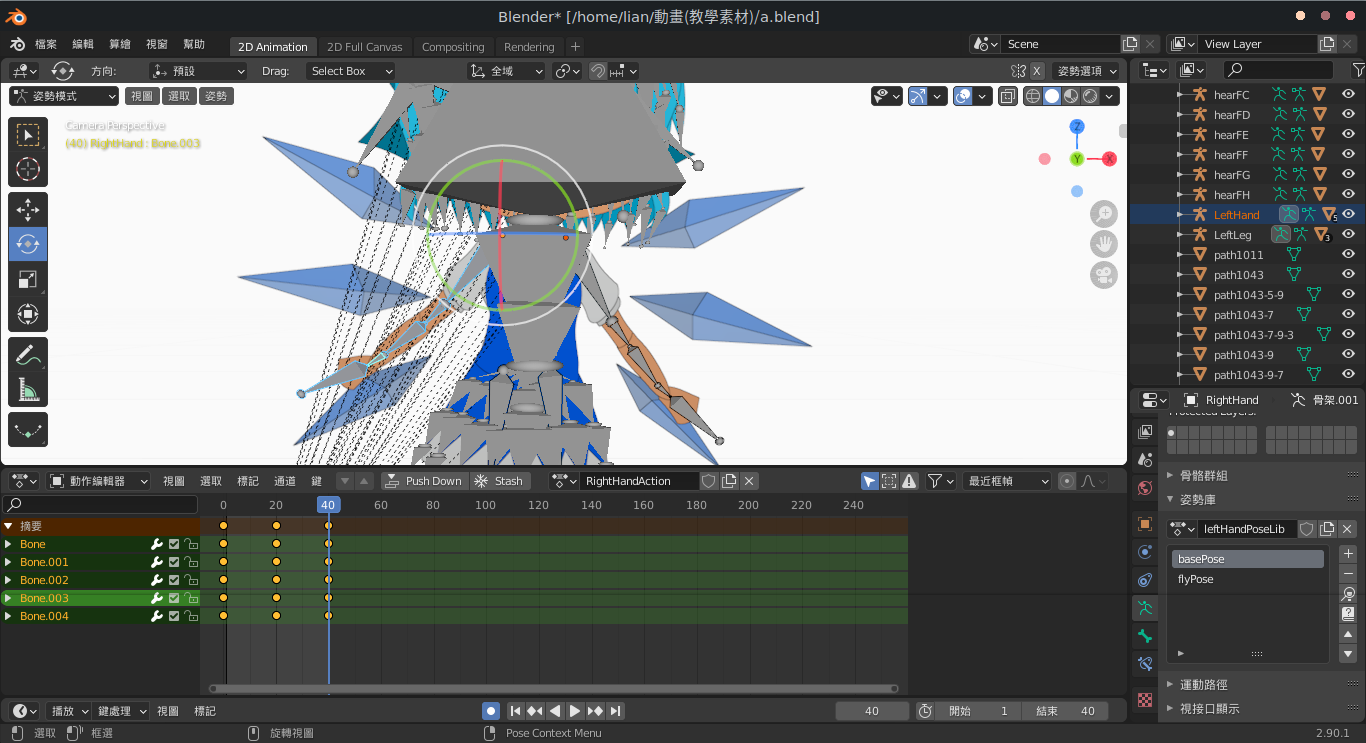 Blender* [/home/lian/動畫(教學素材)/a.blend]
檔案 編輯 算繪 視窗 幫助 2D Animation 2D Full Canvas Compositing Rendering + Scene View Layer
方向: 預設 Drag: Select Box 全域 X 姿勢選項
姿勢模式 視圖 選取 姿勢
Camera Perspective
(40) RightHand : Bone.003
Z
Y
X
hearFC
hearFD
hearFE
hearFF
hearFG
hearFH
LeftHand 5
LeftLeg 3
path1011
path1043
path1043-5-9
path1043-7
path1043-7-9-3
path1043-9
path1043-9-7
RightHand 骨架.001
Protected Layers:
骨骼群組
姿勢庫
leftHandPoseLib
basePose
flyPose
運動路徑
視接口顯示
動作編輯器 視圖 選取 標記 通道 鍵 Push Down Stash RightHandAction 最近框幀
0 20 40 60 80 100 120 140 160 180 200 220 240
摘要
Bone
Bone.001
Bone.002
Bone.003
Bone.004
播放 鍵處理 視圖 標記 40 開始 1 結束 40
選取 框選 旋轉視圖 Pose Context Menu 2.90.1